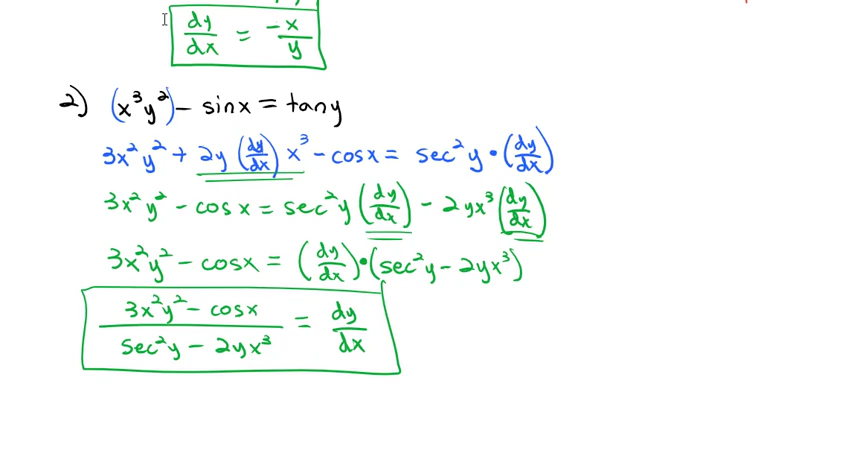 dy/dx = -x/y
2) (x³y²) - sinx = tany
3x²y² + 2y (dy/dx) x³ - cosx = sec²y • (dy/dx)
3x²y² - cosx = sec²y (dy/dx) - 2yx³ (dy/dx)
3x²y² - cosx = (dy/dx) • (sec²y - 2yx³)
3x²y² - cosx / sec²y - 2yx³ = dy/dx